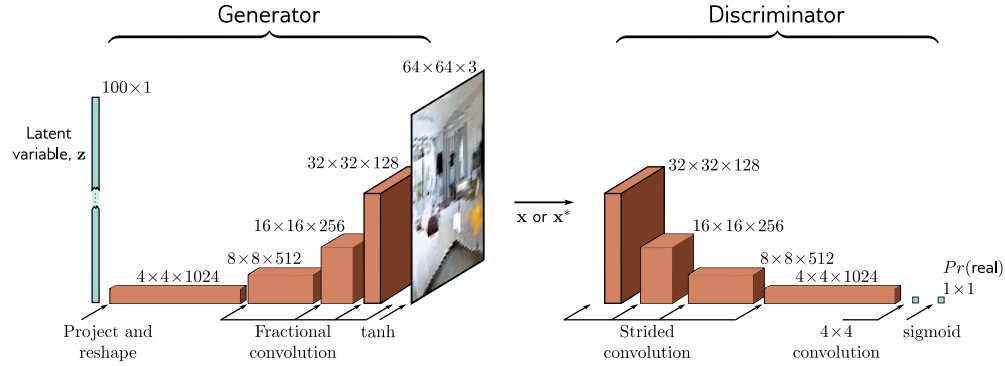 Generator
100×1
Latent
variable, z
4×4×1024
8×8×512
16×16×256
32×32×128
64×64×3
Project and
reshape
Fractional
convolution
tanh
x or x*
Discriminator
32×32×128
16×16×256
8×8×512
4×4×1024
Pr(real)
1×1
Strided
convolution
4×4
convolution
sigmoid